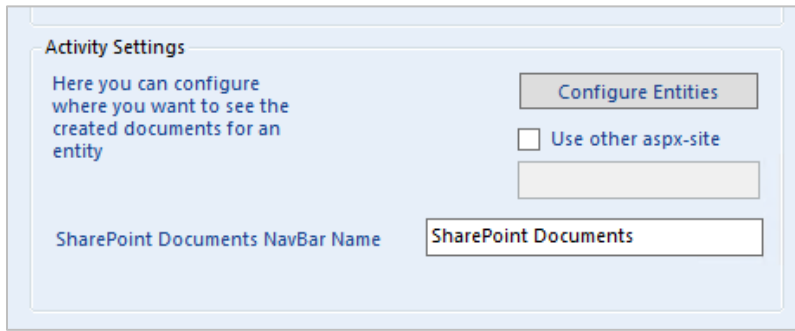 Activity Settings
Here you can configure
where you want to see the
created documents for an
entity
Configure Entities
Use other aspx-site
SharePoint Documents NavBar Name
SharePoint Documents